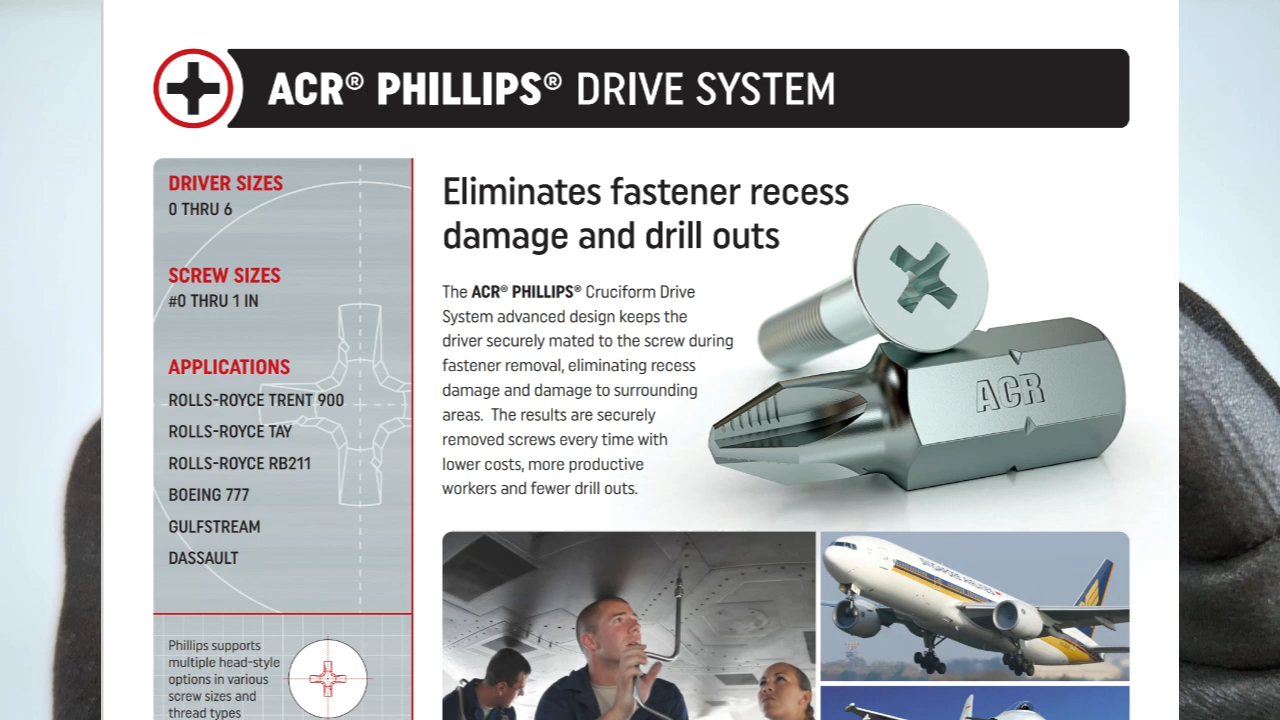 ACR® PHILLIPS® DRIVE SYSTEM
DRIVER SIZES
0 THRU 6
SCREW SIZES
#0 THRU 1 IN
APPLICATIONS
ROLLS-ROYCE TRENT 900
ROLLS-ROYCE TAY
ROLLS-ROYCE RB211
BOEING 777
GULFSTREAM
DASSAULT
Phillips supports
multiple head-style
options in various
screw sizes and
thread types
Eliminates fastener recess
damage and drill outs
The ACR® PHILLIPS® Cruciform Drive
System advanced design keeps the
driver securely mated to the screw during
fastener removal, eliminating recess
damage and damage to surrounding
areas. The results are securely
removed screws every time with
lower costs, more productive
workers and fewer drill outs.
ACR